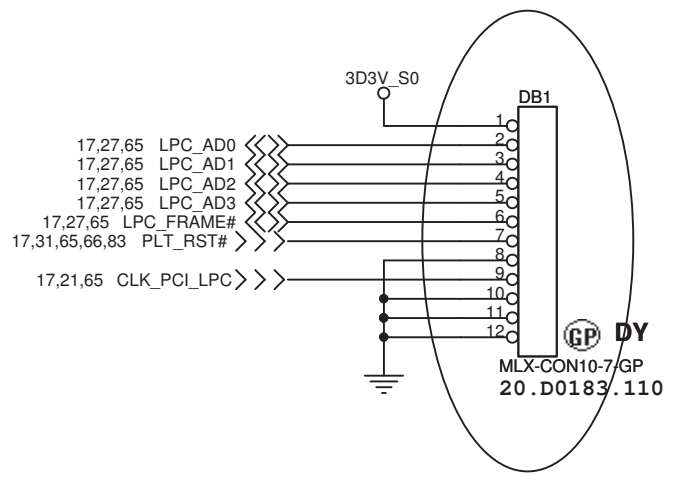 3D3V_S0
DB1
1
17,27,65 LPC_AD0 2
17,27,65 LPC_AD1 3
17,27,65 LPC_AD2 4
17,27,65 LPC_AD3 5
17,27,65 LPC_FRAME# 6
17,31,65,66,83 PLT_RST# 7
8
17,21,65 CLK_PCI_LPC 9
10
11
12
GP DY
MLX-CON10-7-GP
20.D0183.110